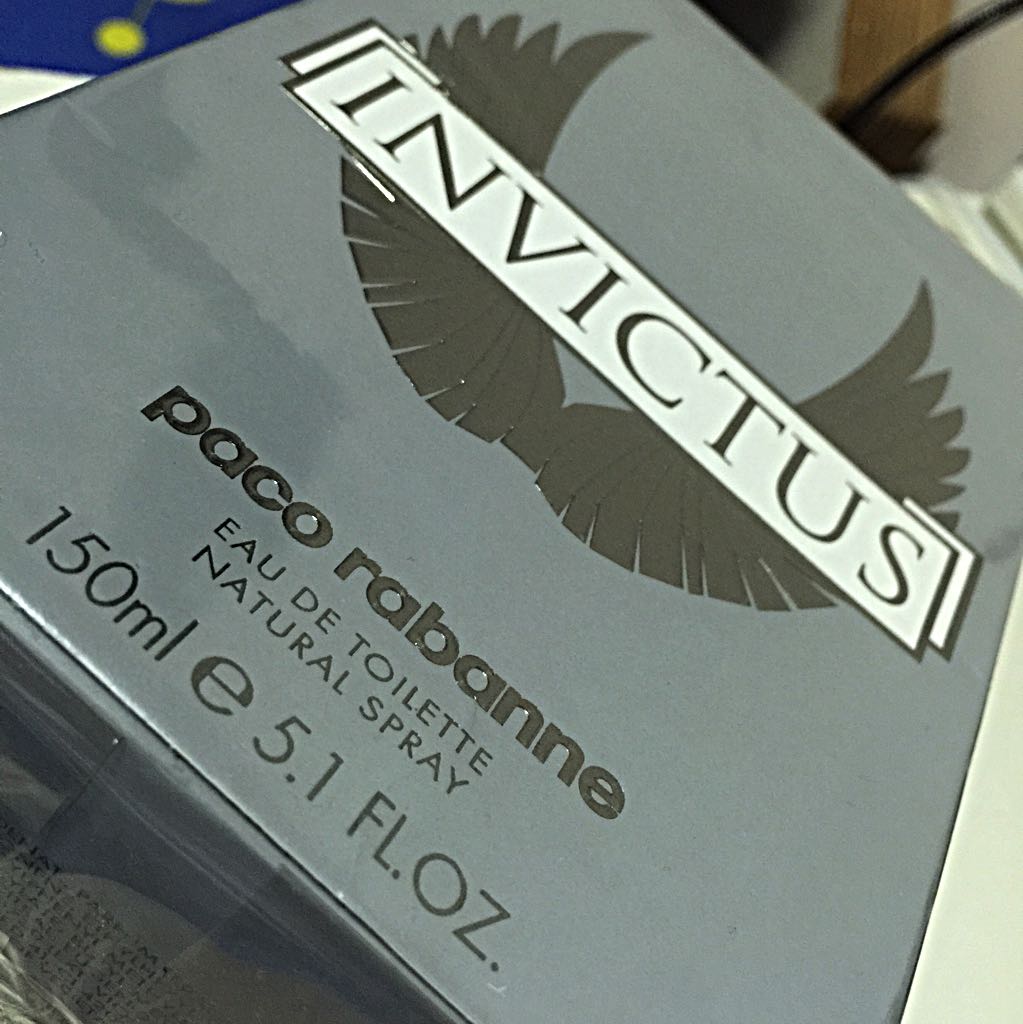 INVICTUS
paco rabanne
EAU DE TOILETTE
NATURAL SPRAY
150ml e 5.1 FL.OZ.